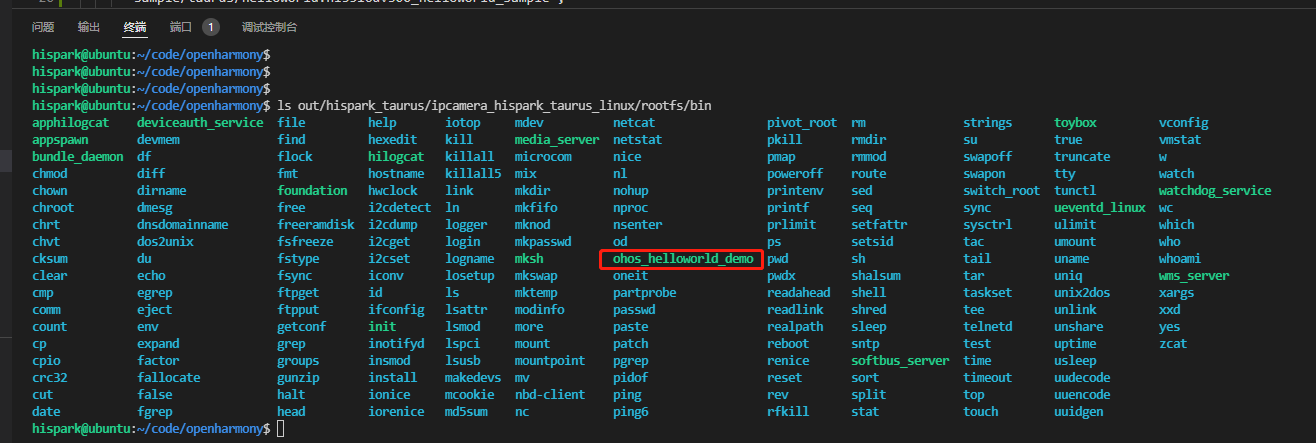 问题 输出 终端 端口 1 调试控制台
hispark@ubuntu:~/code/openharmony$
hispark@ubuntu:~/code/openharmony$
hispark@ubuntu:~/code/openharmony$
hispark@ubuntu:~/code/openharmony$ ls out/hispark_taurus/ipcamera_hispark_taurus_linux/rootfs/bin
apphilogcat deviceauth_service file help iotop mdev netcat pivot_root rm strings toybox vconfig
appspawn devmem find hexedit kill media_server netstat pkill rmdir su true vmstat
bundle_daemon df flock hilogcat killall microcom nice pmap rmmod swapoff truncate w
chmod diff fmt hostname killall5 mix nl poweroff route swapon tty watch
chown dirname foundation hwclock link mkdir nohup printenv sed switch_root tunctl watchdog_service
chroot dmesg free i2cdetect ln mkfifo nproc printf seq sync ueventd_linux wc
chrt dnsdomainname freeramdisk i2cdump logger mknod nsenter prlimit setfattr sysctrl ulimit which
chvt dos2unix fsfreeze i2cget login mkpasswd od ps setsid tac umount who
cksum du fstype i2cset logname mksh ohos_helloworld_demo pwd sh tail uname whoami
clear echo fsync iconv losetup mkswap oneit pwdx sha1sum tar uniq wms_server
cmp egrep ftpget id ls mktemp partprobe readahead shell taskset unix2dos xargs
comm eject ftpput ifconfig lsattr modinfo passwd readlink shred tee unlink xxd
count env getconf init lsmod more paste realpath sleep telnetd unshare yes
cp expand grep inotifyd lspci mount patch reboot sntp test uptime zcat
cpio factor groups insmod lsusb mountpoint pgrep renice softbus_server time usleep
crc32 fallocate gunzip install makedevs mv pidof reset sort timeout uudecode
cut false halt ionice mcookie nbd-client ping rev split top uuencode
date fgrep head iorenice md5sum nc ping6 rfkill stat touch uuidgen
hispark@ubuntu:~/code/openharmony$